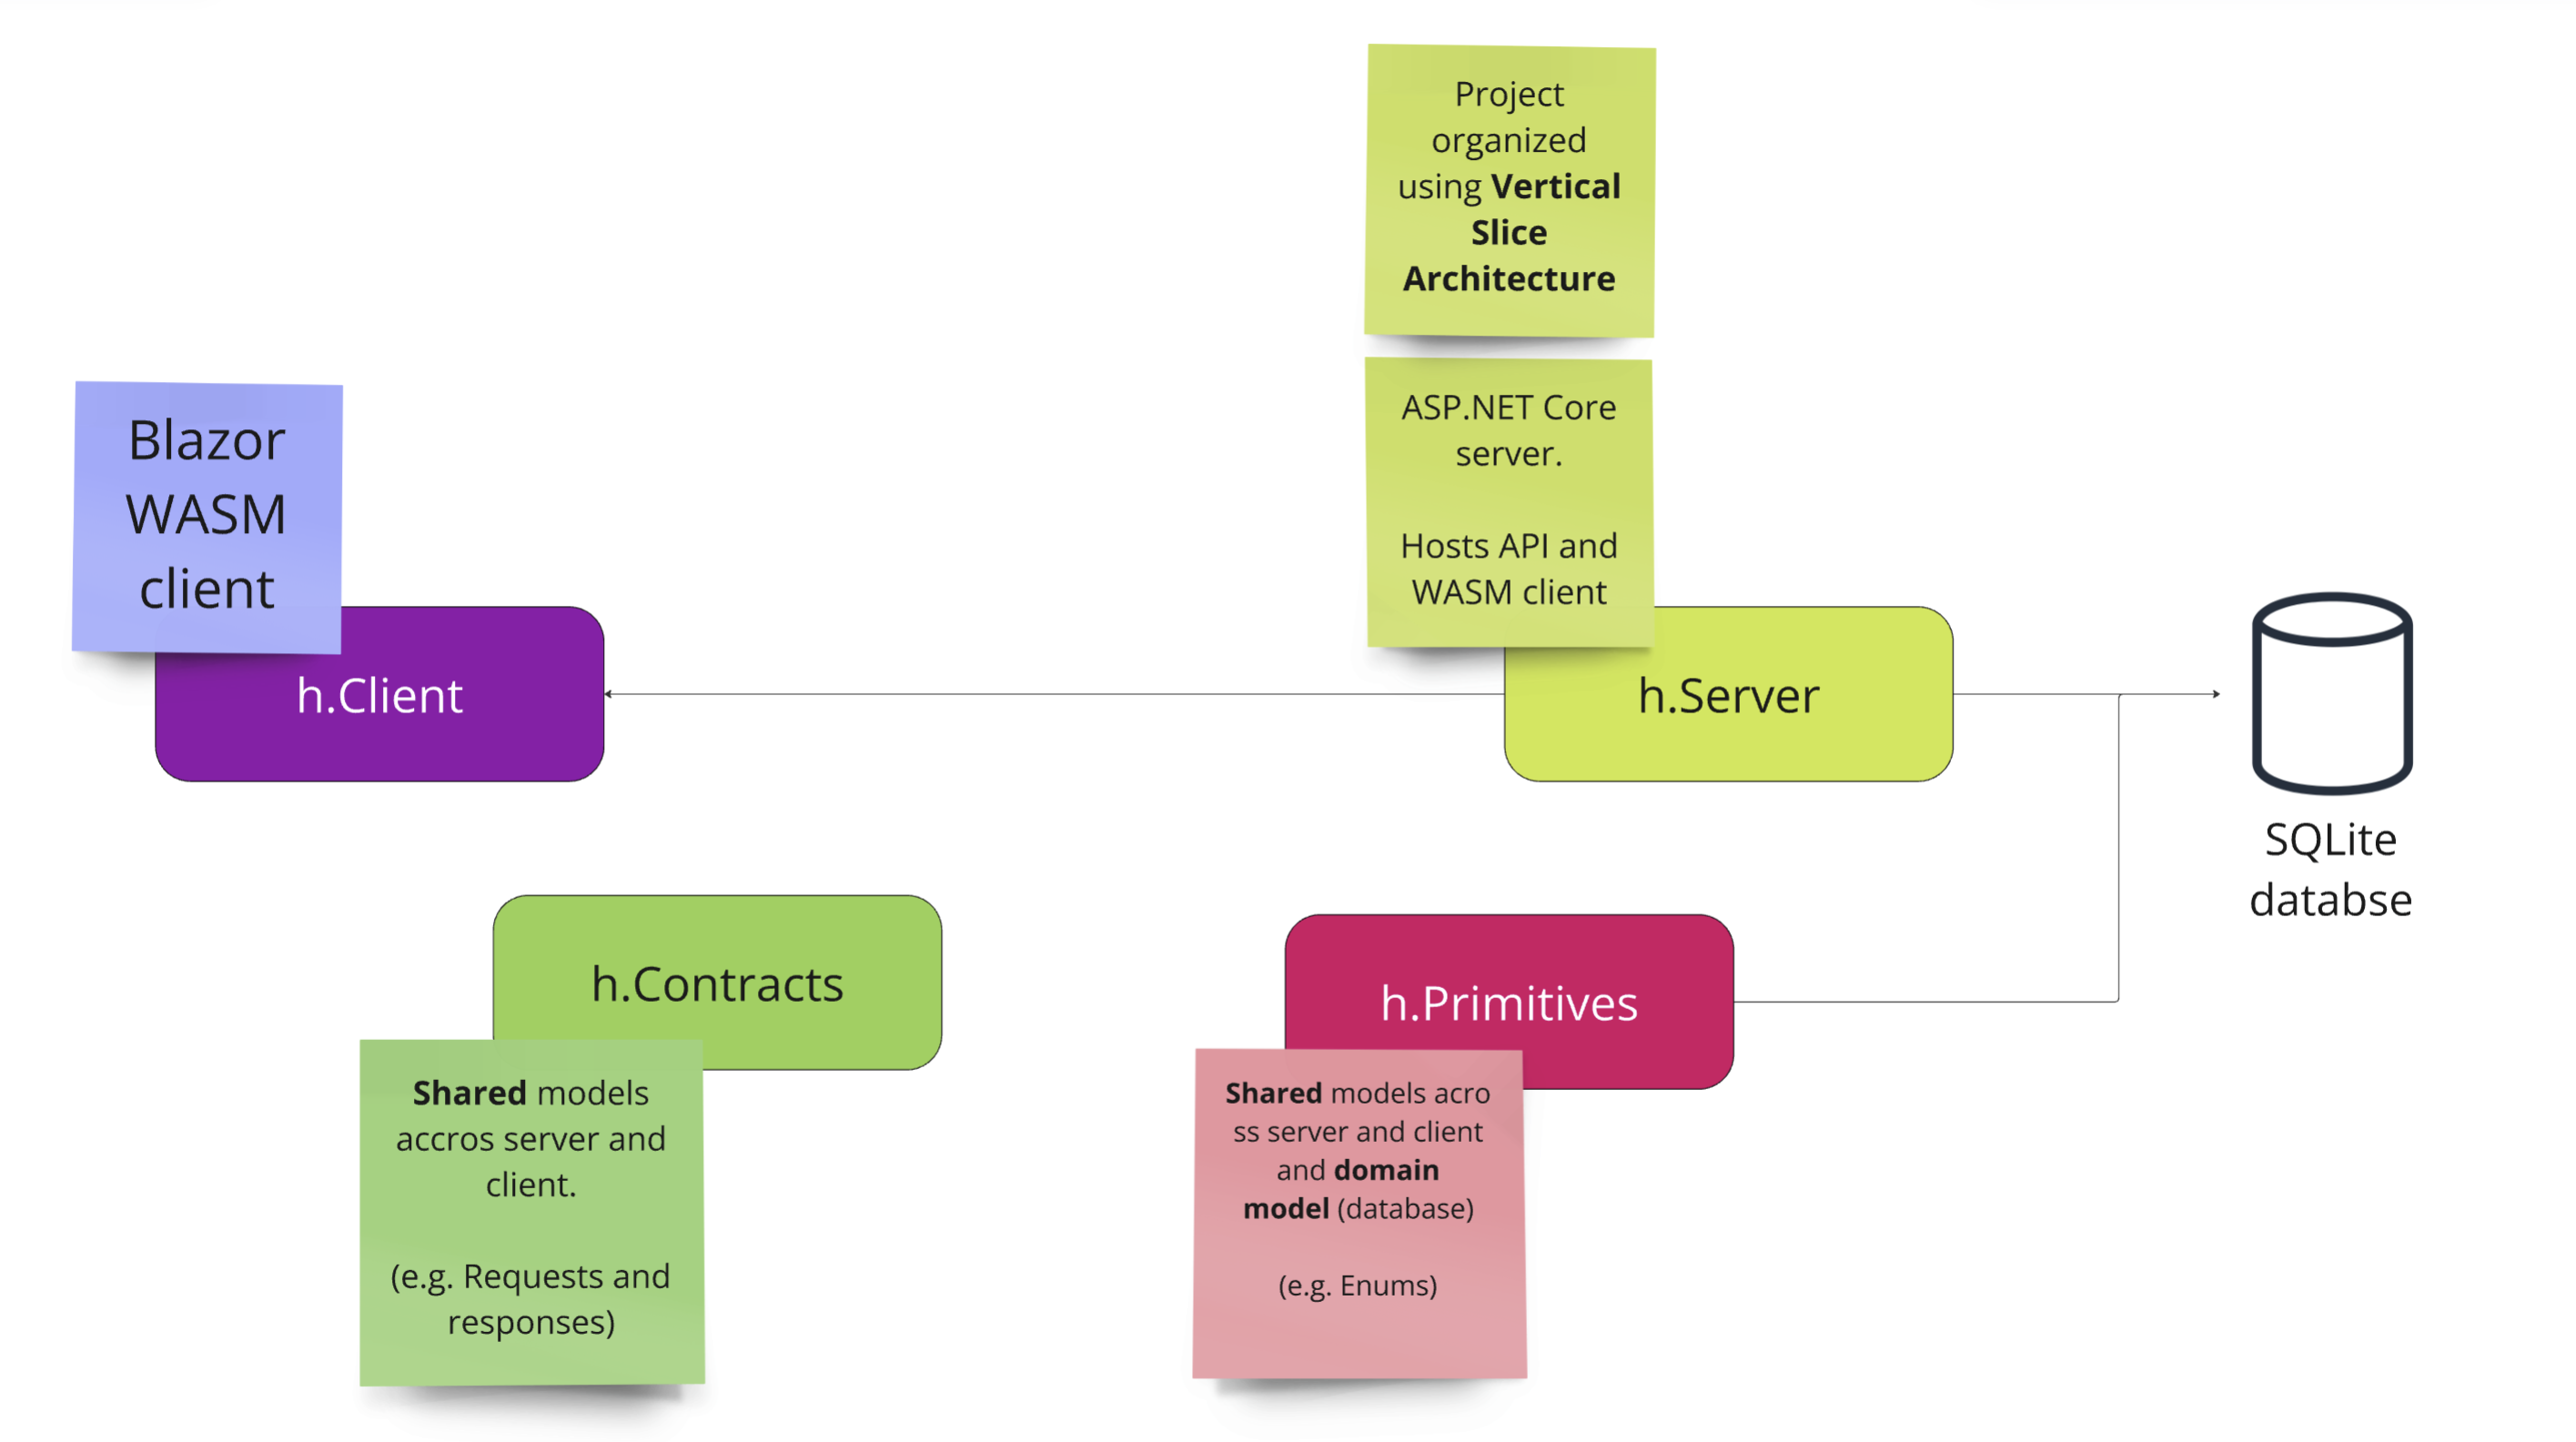 Project
organized
using Vertical
Slice
Architecture
ASP.NET Core
server.
Hosts API and
WASM client
Blazor
WASM
client
h.Client
h.Server
SQLite
databse
h.Contracts
h.Primitives
Shared models
accros server and
client.
(e.g. Requests and
responses)
Shared models acro
ss server and client
and domain
model (database)
(e.g. Enums)